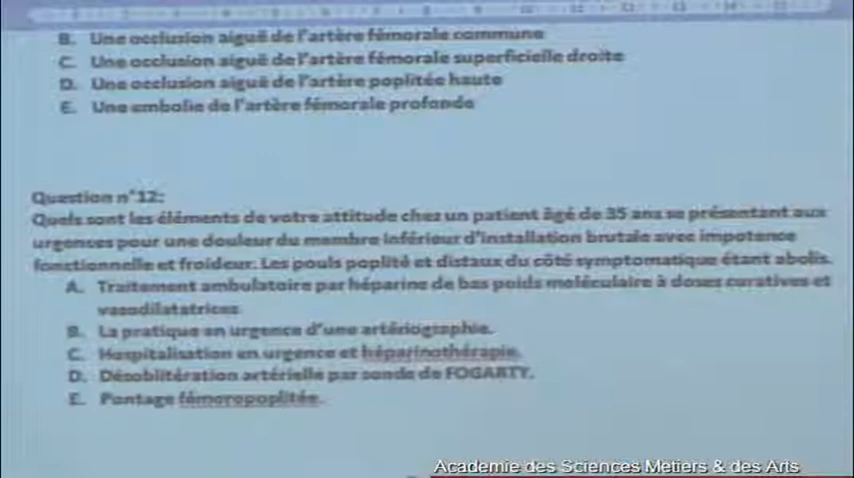 B. Une occlusion aiguë de l'artère fémorale commune
C. Une occlusion aiguë de l'artère fémorale superficielle droite
D. Une occlusion aiguë de l'artère poplitée haute
E. Une embolie de l'artère fémorale profonde
Question n°12:
Quels sont les éléments de votre attitude chez un patient âgé de 35 ans se présentant aux
urgences pour une douleur du membre inférieur d'installation brutale avec impotence
fonctionnelle et froideur. Les pouls poplité et distaux du côté symptomatique étant abolis.
A. Traitement ambulatoire par héparine de bas poids moléculaire à doses curatives et
vasodilatatrices
B. La pratique en urgence d'une artériographie.
C. Hospitalisation en urgence et héparinothérapie.
D. Désoblitération artérielle par sonde de FOGARTY.
E. Pontage fémoropoplitée.
Academie des Sciences Metiers & des Arts